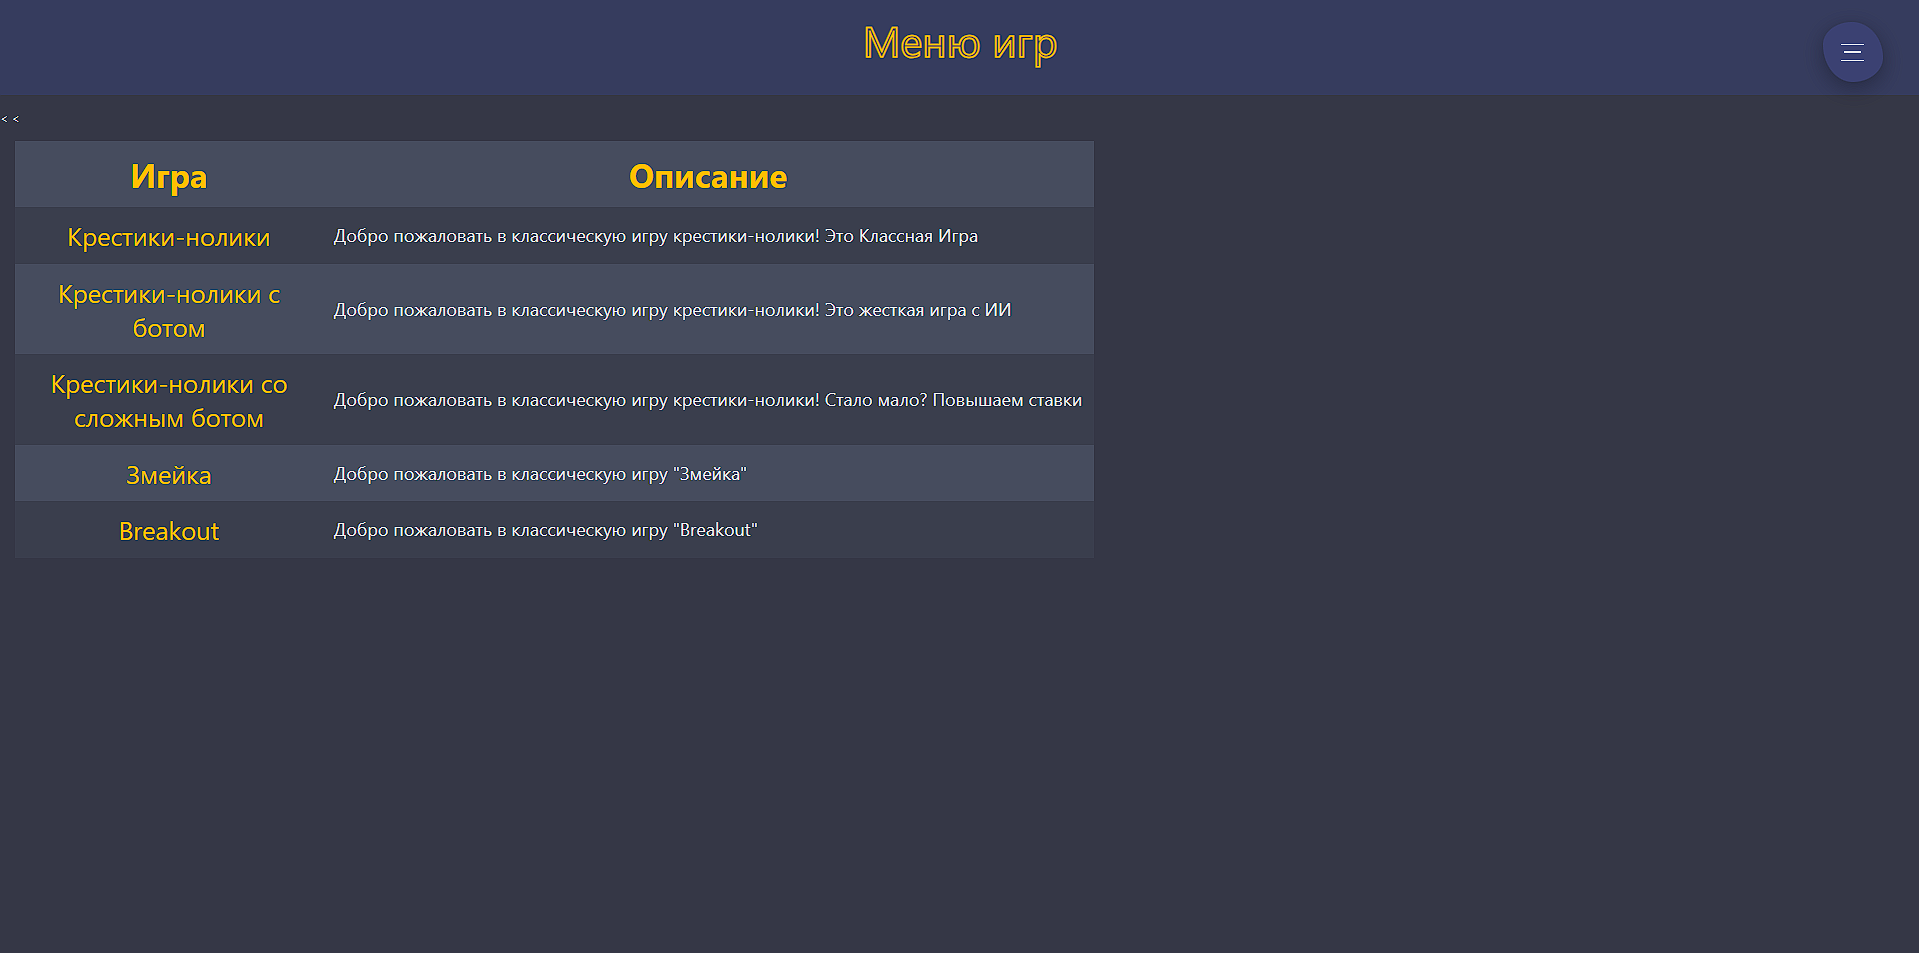 Меню игр
< <
Игра Описание
Крестики-нолики Добро пожаловать в классическую игру крестики-нолики! Это Классная Игра
Крестики-нолики с
ботом
Добро пожаловать в классическую игру крестики-нолики! Это жесткая игра с ИИ
Крестики-нолики со
сложным ботом
Добро пожаловать в классическую игру крестики-нолики! Стало мало? Повышаем ставки
Змейка Добро пожаловать в классическую игру "Змейка"
Breakout Добро пожаловать в классическую игру "Breakout"